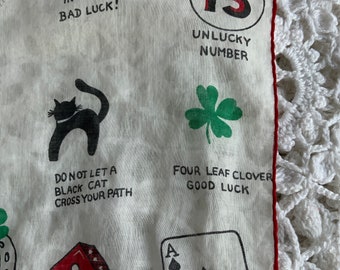 BAD LUCK!
13
UNLUCKY
NUMBER
DO NOT LET A
BLACK CAT
CROSS YOUR PATH
FOUR LEAF CLOVER
GOOD LUCK
A